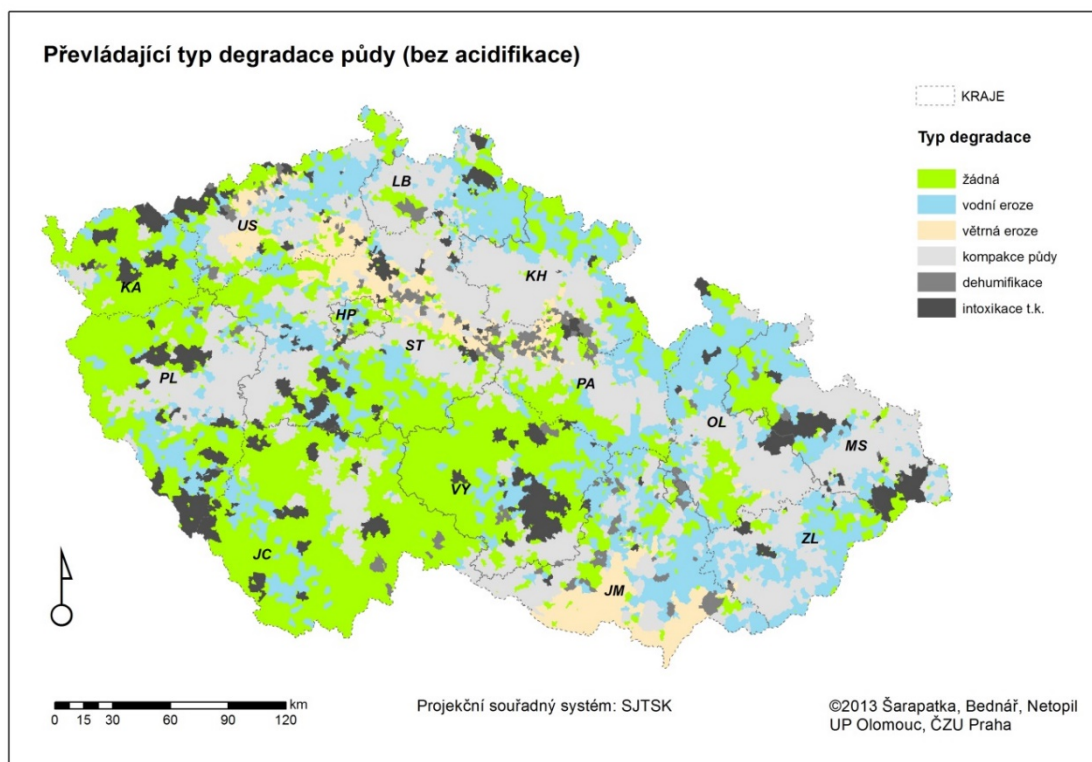 Převládající typ degradace půdy (bez acidifikace)
KRAJE
Typ degradace
žádná
vodní eroze
větrná eroze
kompakce půdy
dehumifikace
intoxikace t.k.
LB
US
KH
KA
HP
ST
PL
PA
OL
MS
VY
ZL
JC
JM
km
0 15 30 60 90 120
Projekční souřadný systém: SJTSK
©2013 Šarapatka, Bednář, Netopil
UP Olomouc, ČZU Praha